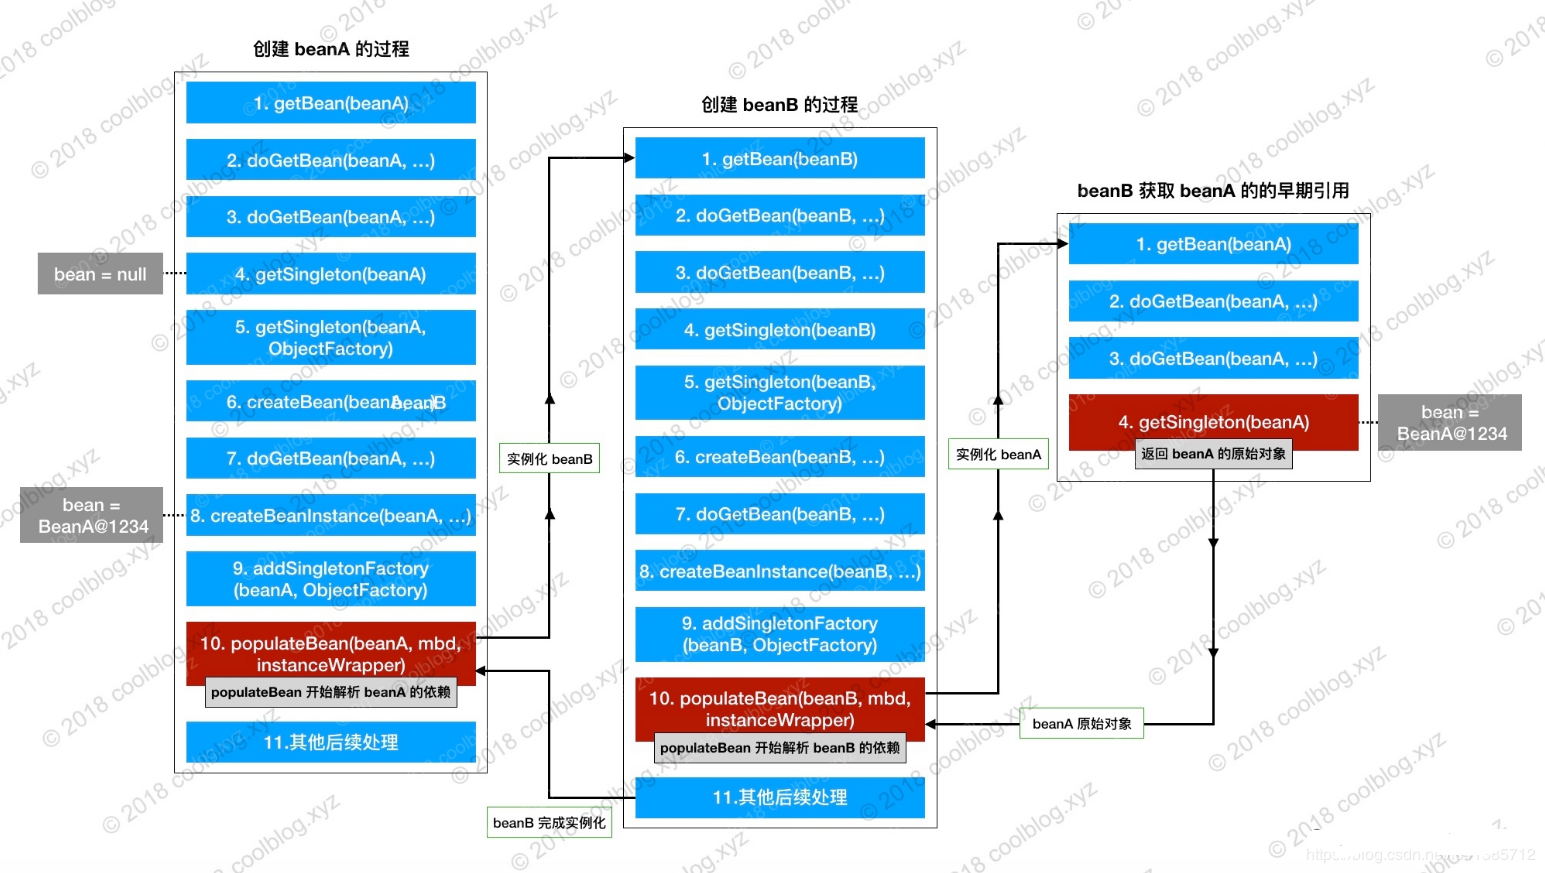 创建 beanA 的过程
1. getBean(beanA)
2. doGetBean(beanA, ...)
3. doGetBean(beanA, ...)
bean = null
4. getSingleton(beanA)
5. getSingleton(beanA,
ObjectFactory)
6. createBean(beanA, ...)
beanB
7. doGetBean(beanA, ...)
bean =
BeanA@1234
8. createBeanInstance(beanA, ...)
9. addSingletonFactory
(beanA, ObjectFactory)
10. populateBean(beanA, mbd,
instanceWrapper)
populateBean 开始解析 beanA 的依赖
11.其他后续处理
实例化 beanB
创建 beanB 的过程
1. getBean(beanB)
2. doGetBean(beanB, ...)
3. doGetBean(beanB, ...)
4. getSingleton(beanB)
5. getSingleton(beanB,
ObjectFactory)
6. createBean(beanB, ...)
7. doGetBean(beanB, ...)
8. createBeanInstance(beanB, ...)
9. addSingletonFactory
(beanB, ObjectFactory)
10. populateBean(beanB, mbd,
instanceWrapper)
populateBean 开始解析 beanB 的依赖
11.其他后续处理
beanB 完成实例化
实例化 beanA
beanB 获取 beanA 的的早期引用
1. getBean(beanA)
2. doGetBean(beanA, ...)
3. doGetBean(beanA, ...)
4. getSingleton(beanA)
返回 beanA 的原始对象
bean =
BeanA@1234
beanA 原始对象
© 2018 coolblog.xyz